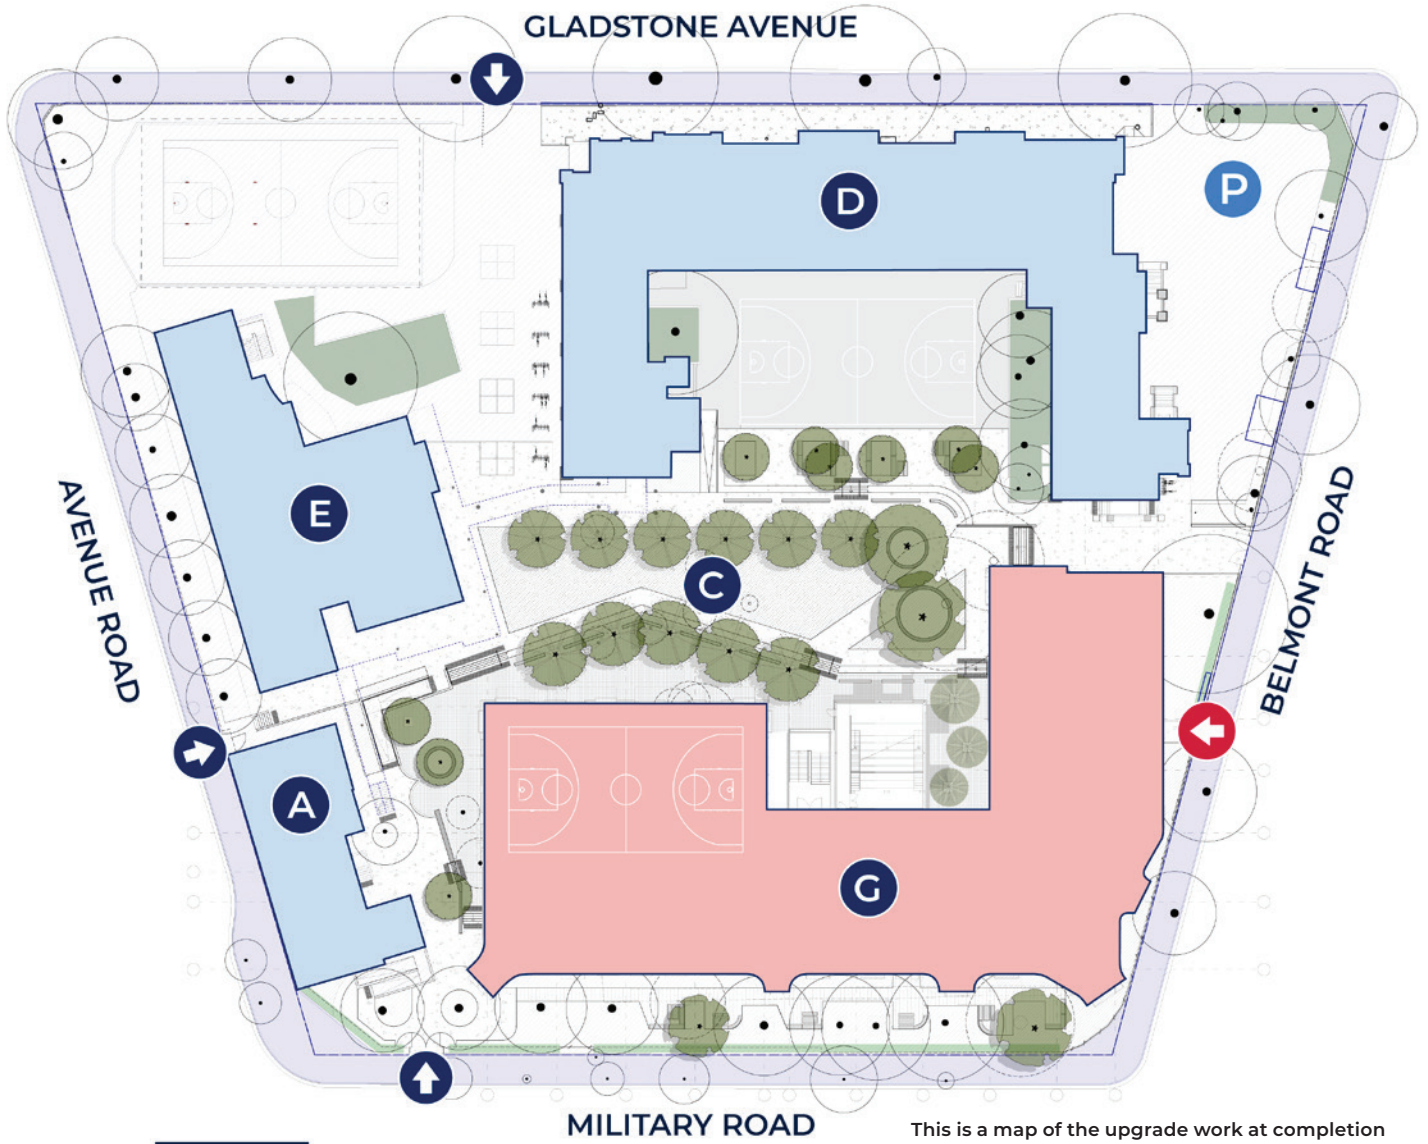 GLADSTONE AVENUE
P
D
E
C
AVENUE ROAD
BELMONT ROAD
A
G
MILITARY ROAD
This is a map of the upgrade work at completion